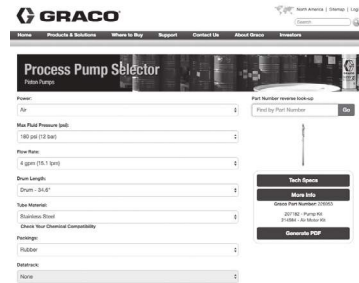 GRACO
North America | Sitemap | Log
Search
Home Products & Solutions Where to Buy Support Contact Us About Graco Investors
Process Pump Selector
Piston Pumps
Power:
Air
Max Fluid Pressure (psi):
180 psi (12 bar)
Flow Rate:
4 gpm (15.1 lpm)
Drum Length:
Drum - 34.6"
Tube Material:
Stainless Steel
Check Your Chemical Compatibility
Packings:
Rubber
Datatrack:
None
Part Number reverse look-up
Find by Part Number Go
Tech Specs
More Info
Graco Part Number:
- Pump Kit
- Air Motor Kit
Generate PDF